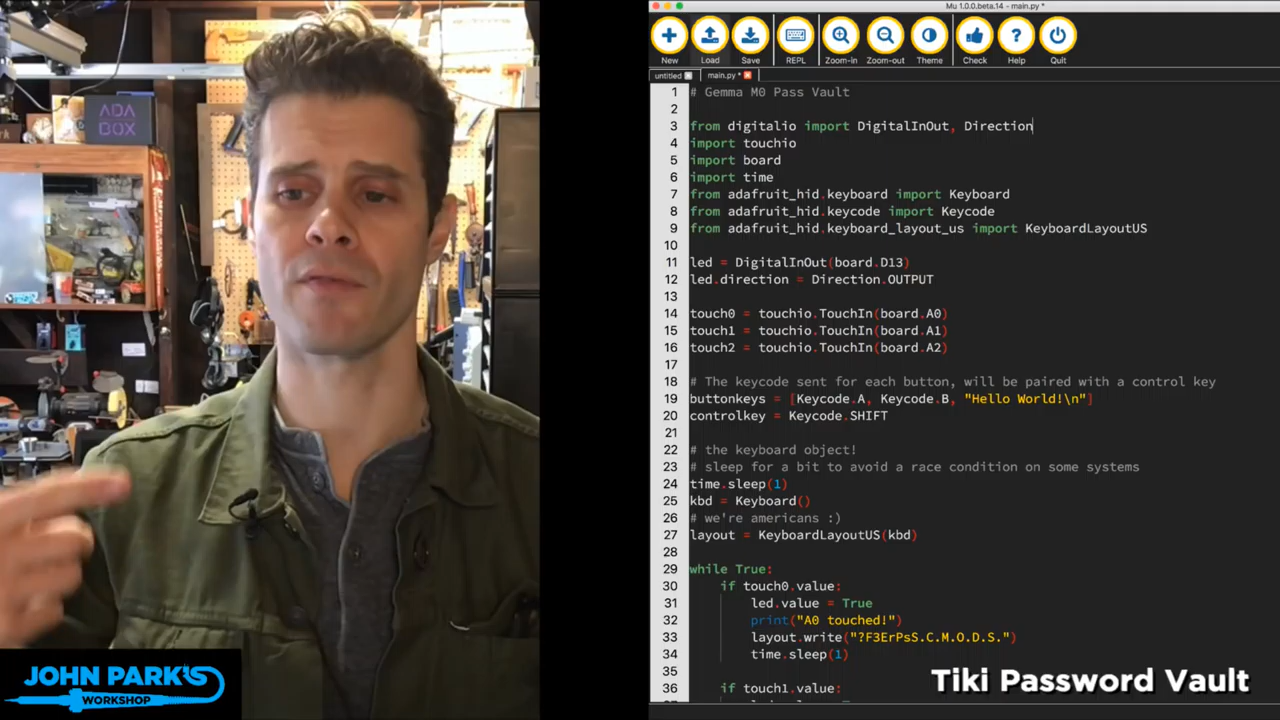 Mu 1.0.0.beta.14 - main.py *
New
Load
Save
REPL
Zoom-in
Zoom-out
Theme
Check
Help
Quit
untitled
main.py *
1 # Gemma M0 Pass Vault
2
3 from digitalio import DigitalInOut, Direction
4 import touchio
5 import board
6 import time
7 from adafruit_hid.keyboard import Keyboard
8 from adafruit_hid.keycode import Keycode
9 from adafruit_hid.keyboard_layout_us import KeyboardLayoutUS
10
11 led = DigitalInOut(board.D13)
12 led.direction = Direction.OUTPUT
13
14 touch0 = touchio.TouchIn(board.A0)
15 touch1 = touchio.TouchIn(board.A1)
16 touch2 = touchio.TouchIn(board.A2)
17
18 # The keycode sent for each button, will be paired with a control key
19 buttonkeys = [Keycode.A, Keycode.B, "Hello World!\n"]
20 controlkey = Keycode.SHIFT
21
22 # the keyboard object!
23 # sleep for a bit to avoid a race condition on some systems
24 time.sleep(1)
25 kbd = Keyboard()
26 # we're americans :)
27 layout = KeyboardLayoutUS(kbd)
28
29 while True:
30 if touch0.value:
31 led.value = True
32 print("A0 touched!")
33 layout.write("?F3ErPsS.C.M.O.D.S.")
34 time.sleep(1)
35
36 if touch1.value:
ADA
BOX
JOHN PARK'S
WORKSHOP
Tiki Password Vault